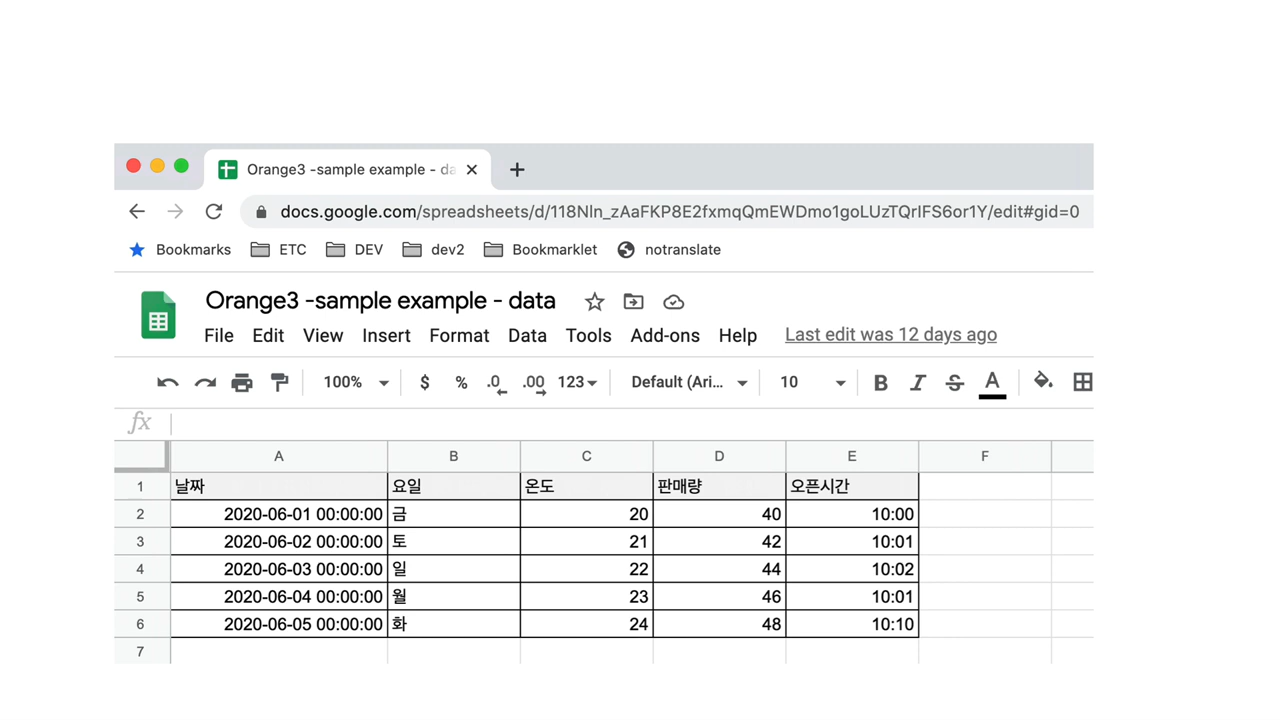 Orange3 -sample example - da
docs.google.com/spreadsheets/d/118Nln_zAaFKP8E2fxmqQmEWDmo1goLUzTQrIFS6or1Y/edit#gid=0
Bookmarks ETC DEV dev2 Bookmarklet notranslate
Orange3 -sample example - data
File Edit View Insert Format Data Tools Add-ons Help Last edit was 12 days ago
100% $ % .0 .00 123 Default (Ari... 10 B I S A
fx
A B C D E F
1 날짜 요일 온도 판매량 오픈시간
2 2020-06-01 00:00:00 금 20 40 10:00
3 2020-06-02 00:00:00 토 21 42 10:01
4 2020-06-03 00:00:00 일 22 44 10:02
5 2020-06-04 00:00:00 월 23 46 10:01
6 2020-06-05 00:00:00 화 24 48 10:10
7